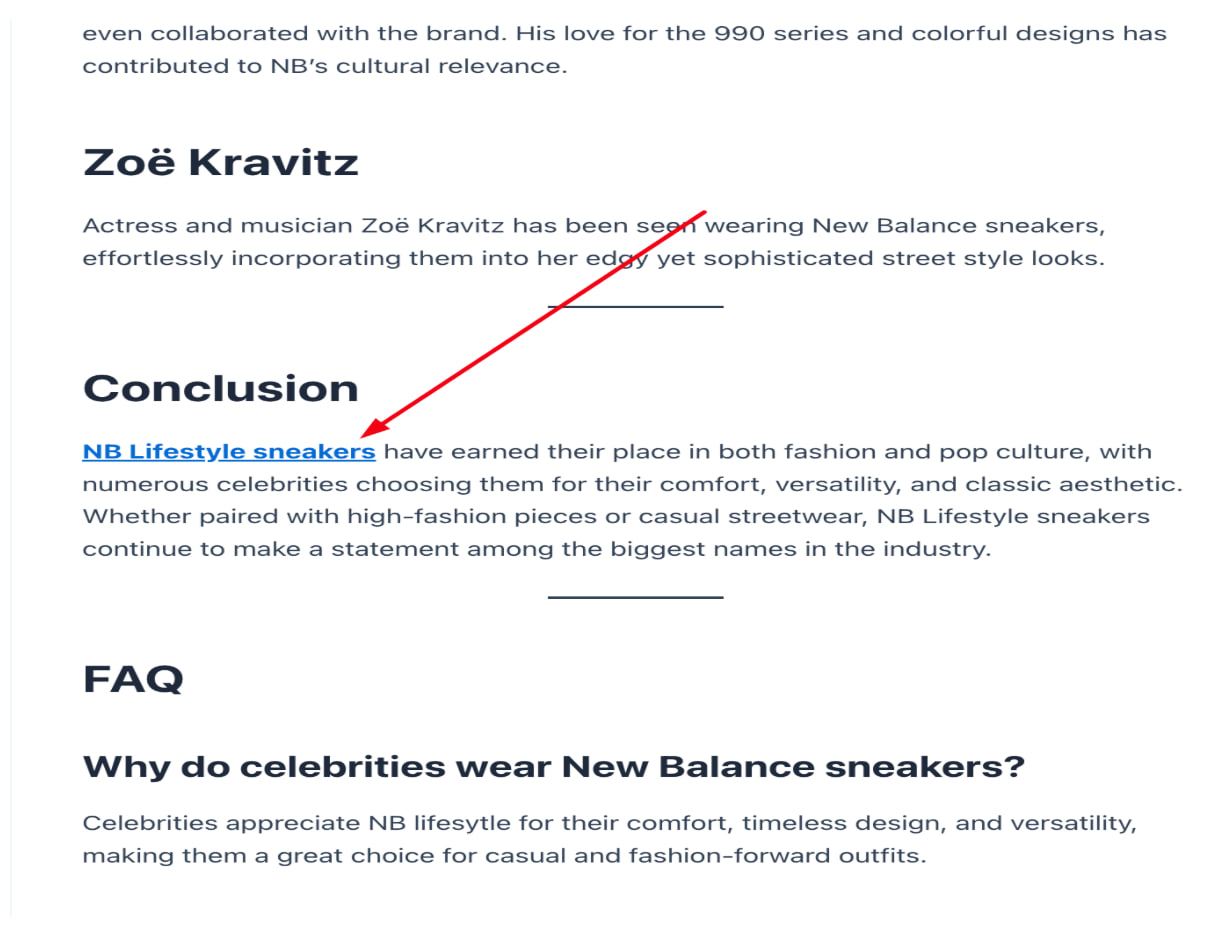 even collaborated with the brand. His love for the 990 series and colorful designs has
contributed to NB’s cultural relevance.
Zoë Kravitz
Actress and musician Zoë Kravitz has been seen wearing New Balance sneakers,
effortlessly incorporating them into her edgy yet sophisticated street style looks.
Conclusion
NB Lifestyle sneakers have earned their place in both fashion and pop culture, with
numerous celebrities choosing them for their comfort, versatility, and classic aesthetic.
Whether paired with high-fashion pieces or casual streetwear, NB Lifestyle sneakers
continue to make a statement among the biggest names in the industry.
FAQ
Why do celebrities wear New Balance sneakers?
Celebrities appreciate NB lifesytle for their comfort, timeless design, and versatility,
making them a great choice for casual and fashion-forward outfits.